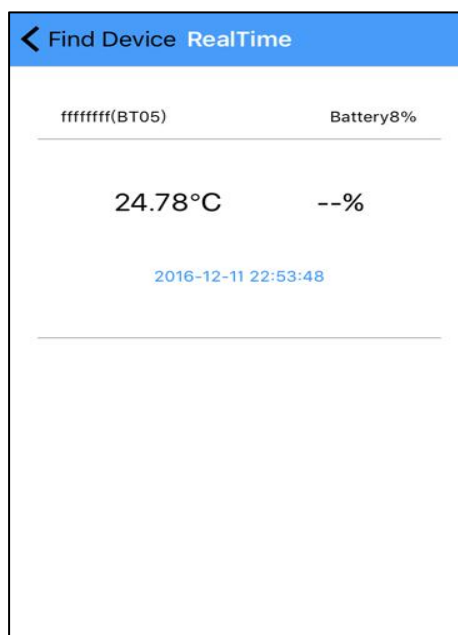 Find Device RealTime
ffffffff(BT05) Battery8%
24.78°C --%
2016-12-11 22:53:48